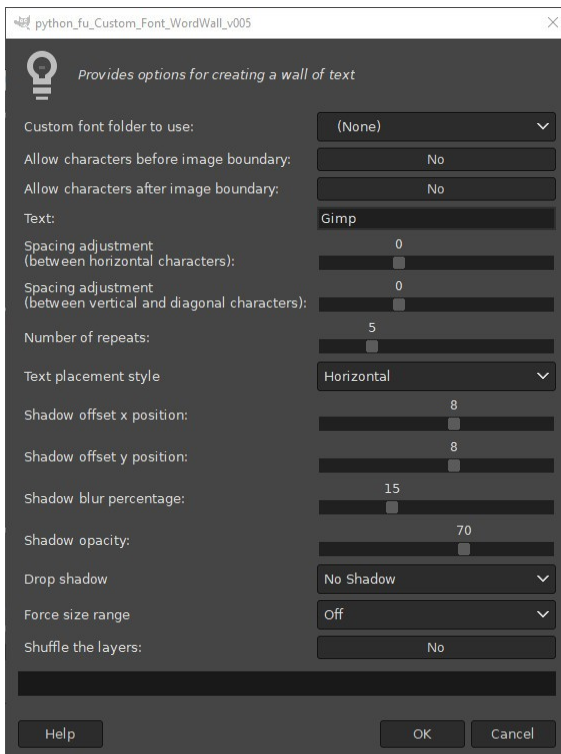 python_fu_Custom_Font_WordWall_v005
Provides options for creating a wall of text
Custom font folder to use: (None)
Allow characters before image boundary: No
Allow characters after image boundary: No
Text: Gimp
Spacing adjustment
(between horizontal characters): 0
Spacing adjustment
(between vertical and diagonal characters): 0
Number of repeats: 5
Text placement style Horizontal
Shadow offset x position: 8
Shadow offset y position: 8
Shadow blur percentage: 15
Shadow opacity: 70
Drop shadow No Shadow
Force size range Off
Shuffle the layers: No
Help OK Cancel